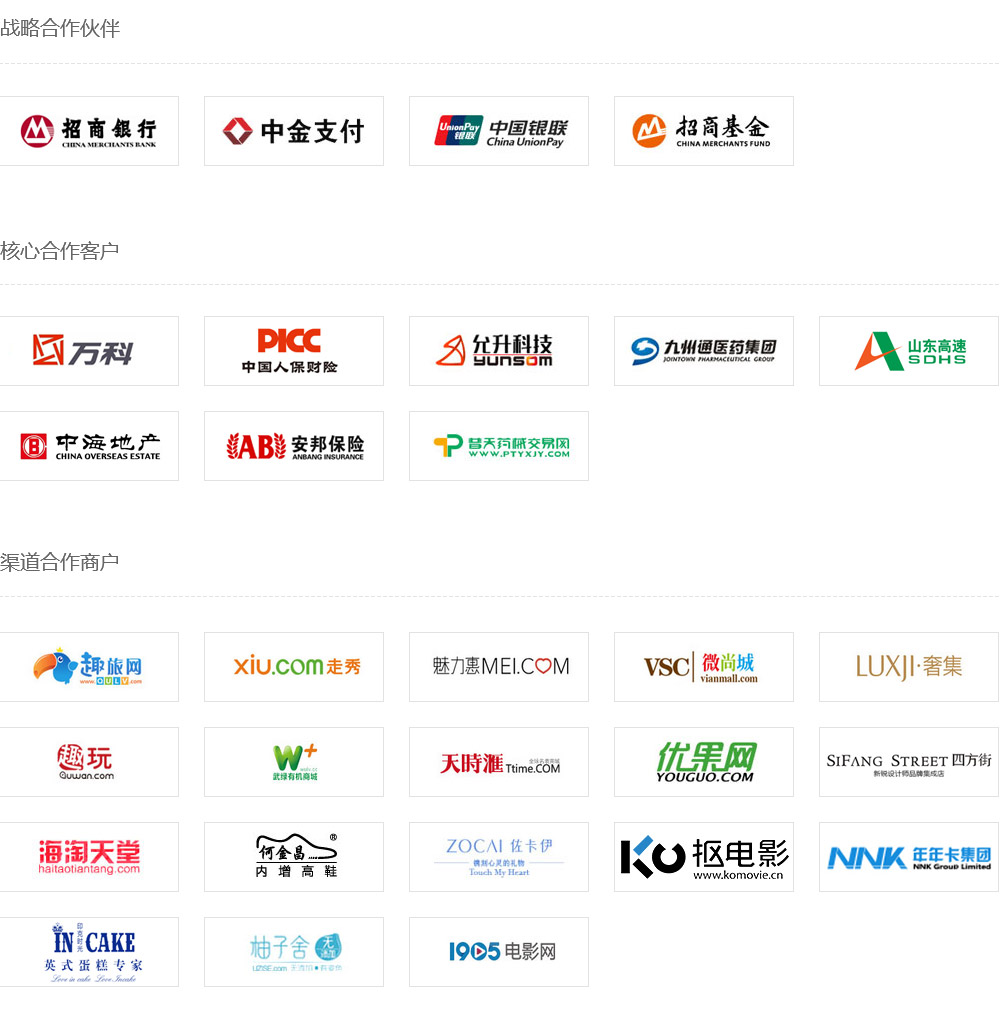 战略合作伙伴
招商银行
CHINA MERCHANTS BANK
中金支付
UnionPay
银联
中国银联
China UnionPay
招商基金
CHINA MERCHANTS FUND
核心合作客户
万科
PICC
中国人保财险
允升科技
YUNSOM
九州通医药集团
JOINTOWN PHARMACEUTICAL GROUP
山东高速
SDHS
中海地产
CHINA OVERSEAS ESTATE
AB
安邦保险
ANBANG INSURANCE
普天药械交易网
WWW.PTYXJY.COM
渠道合作商户
趣旅网
www.QULV.com
xiu.com走秀
魅力惠MEI.COM
VSC
微尚城
vianmall.com
LUXJI·奢集
趣玩
Quwan.com
W+
武绿有机商城
天時滙 Ttime.COM
优果网
YOUGUO.COM
SIFANG STREET 四方街
新锐设计师品牌集成店
海淘天堂
haitaotiantang.com
何金昌®
内增高鞋
ZOCAI 佐卡伊
镌刻心灵的礼物
Touch My Heart
KO 抠电影
www.komovie.cn
NNK 年年卡集团
NNK Group Limited
印克时光
IN CAKE
英式蛋糕专家
Love in cake Love Incake
柚子舍
无添加
UZISE.com
1905电影网